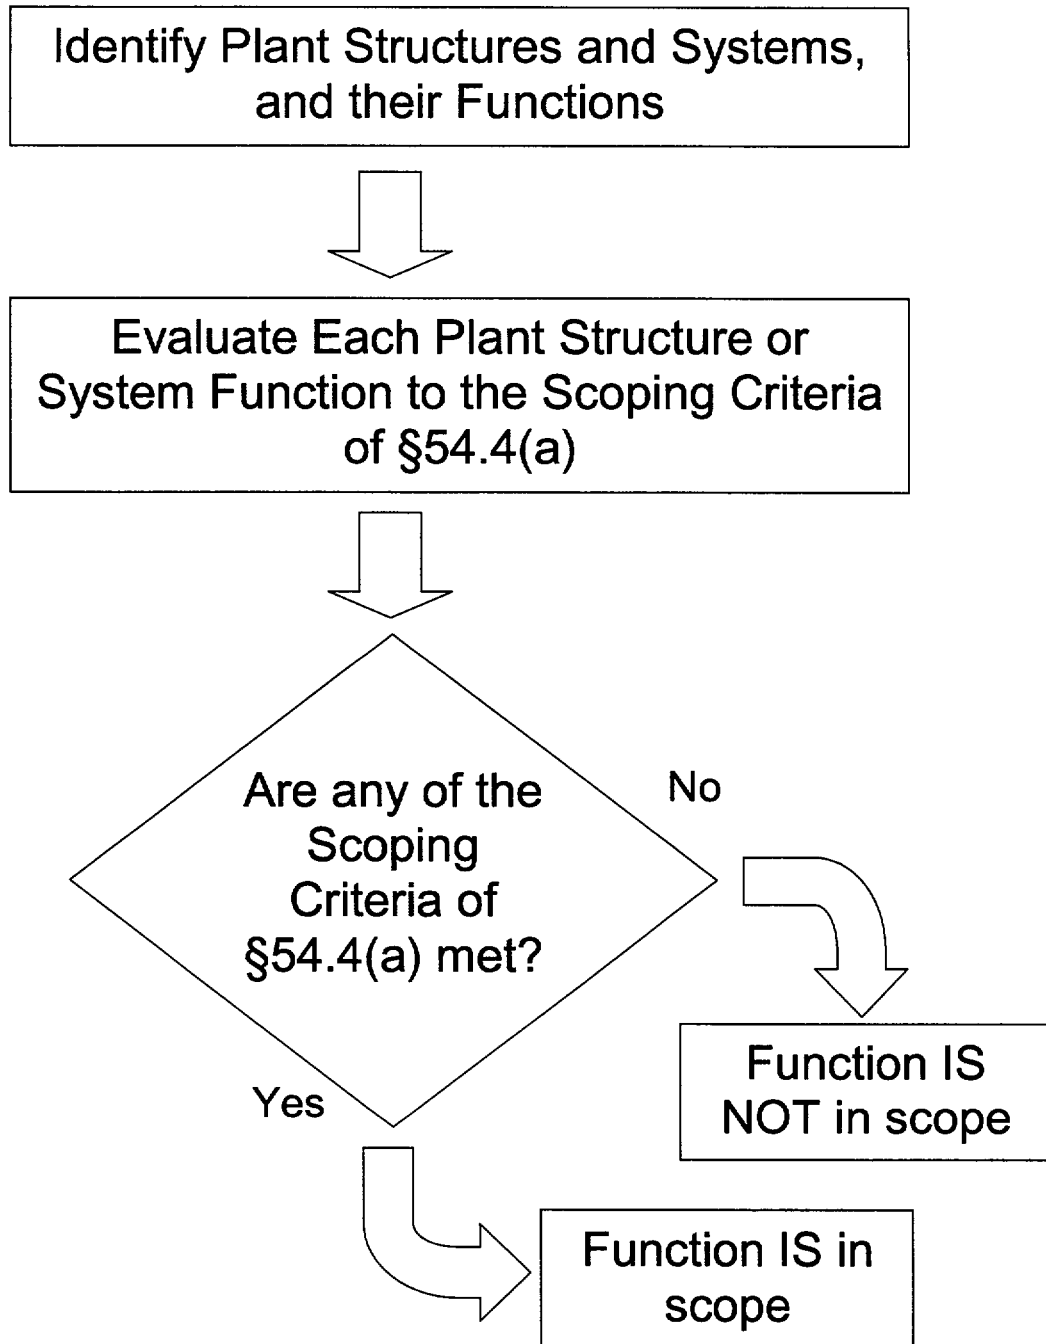 Identify Plant Structures and Systems,
and their Functions
Evaluate Each Plant Structure or
System Function to the Scoping Criteria
of §54.4(a)
Are any of the
Scoping
Criteria of
§54.4(a) met?
No
Yes
Function IS
NOT in scope
Function IS in
scope